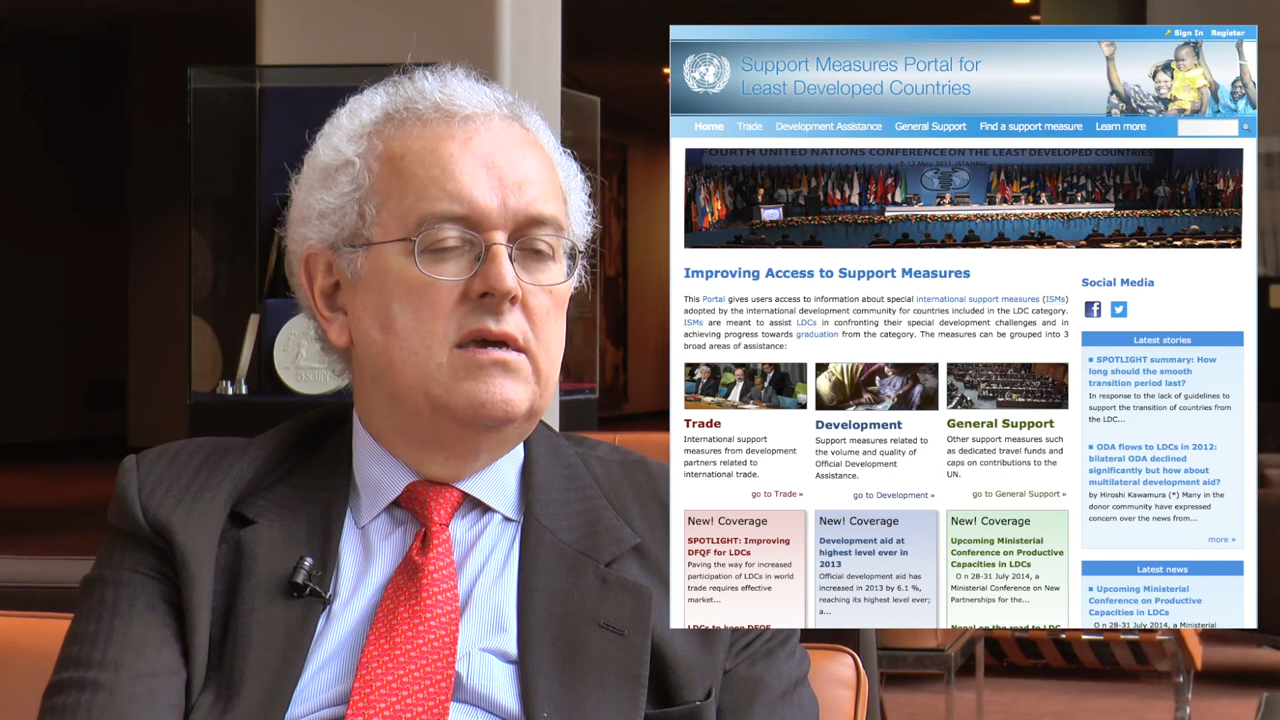 Sign In Register
Support Measures Portal for
Least Developed Countries
Home Trade Development Assistance General Support Find a support measure Learn more
OURTH UNITED NATIONS CONFERENCE ON THE LEAST DEVELOPED COUNTRIES
9-13 May 2011, ISTANBUL
Improving Access to Support Measures
This Portal gives users access to information about special international support measures (ISMs)
adopted by the international development community for countries included in the LDC category.
ISMs are meant to assist LDCs in confronting their special development challenges and in
achieving progress towards graduation from the category. The measures can be grouped into 3
broad areas of assistance:
Trade
International support
measures from development
partners related to
international trade.
go to Trade »
Development
Support measures related to
the volume and quality of
Official Development
Assistance.
go to Development »
General Support
Other support measures such
as dedicated travel funds and
caps on contributions to the
UN.
go to General Support »
New! Coverage
SPOTLIGHT: Improving
DFQF for LDCs
Paving the way for increased
participation of LDCs in world
trade requires effective
market...
LDCs to keep DFQF
New! Coverage
Development aid at
highest level ever in
2013
Official development aid has
increased in 2013 by 6.1 %,
reaching its highest level ever;
a...
New! Coverage
Upcoming Ministerial
Conference on Productive
Capacities in LDCs
O n 28-31 July 2014, a
Ministerial Conference on New
Partnerships for the...
Nepal on the road to LDC
Social Media
Latest stories
SPOTLIGHT summary: How
long should the smooth
transition period last?
In response to the lack of guidelines to
support the transition of countries from
the LDC...
ODA flows to LDCs in 2012:
bilateral ODA declined
significantly but how about
multilateral development aid?
by Hiroshi Kawamura (*) Many in the
donor community have expressed
concern over the news from...
more »
Latest news
Upcoming Ministerial
Conference on Productive
Capacities in LDCs
O n 28-31 July 2014, a Ministerial